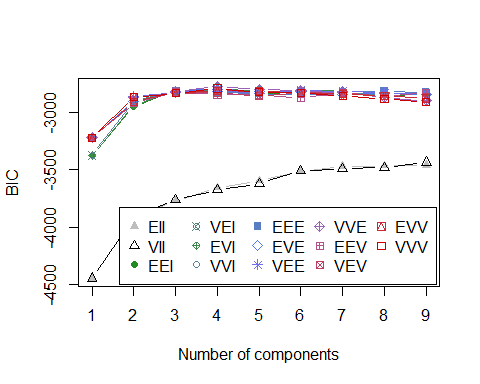 -3000
-3500
-4000
-4500
BIC
EII VEI EEE VVE EVV
VII EVI EVE EEV VVV
EEI VVI VEE VEV
1 2 3 4 5 6 7 8 9
Number of components